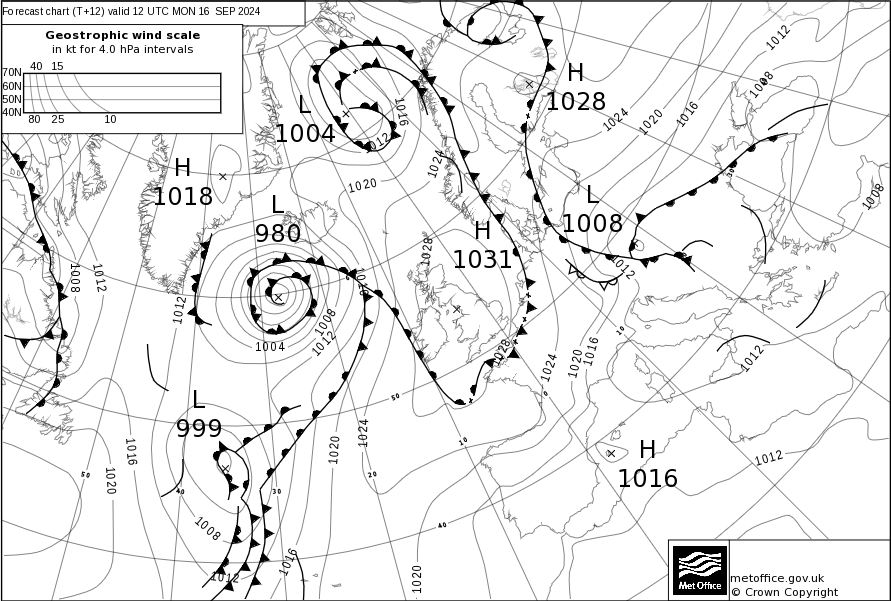 Forecast chart (T+12) valid 12 UTC MON 16 SEP 2024
Geostrophic wind scale
in kt for 4.0 hPa intervals
40 15
70N
60N
50N
40N
80 25 10
1012
1008
H
1028
L
1004
1016
1024
1020
1016
1012
1024
H
1018
1020
L
980
L
1008
1008
H
1031
1028
1012
1008
1012
1012
1016
1008
1012
1004
10
1028
1024
1020
1016
1012
L
999
50
0
1016
1020
1024
10
H
1016
1012
50
1020
40
30
20
1008
40
1016
1012
1020
Met Office
metoffice.gov.uk
© Crown Copyright